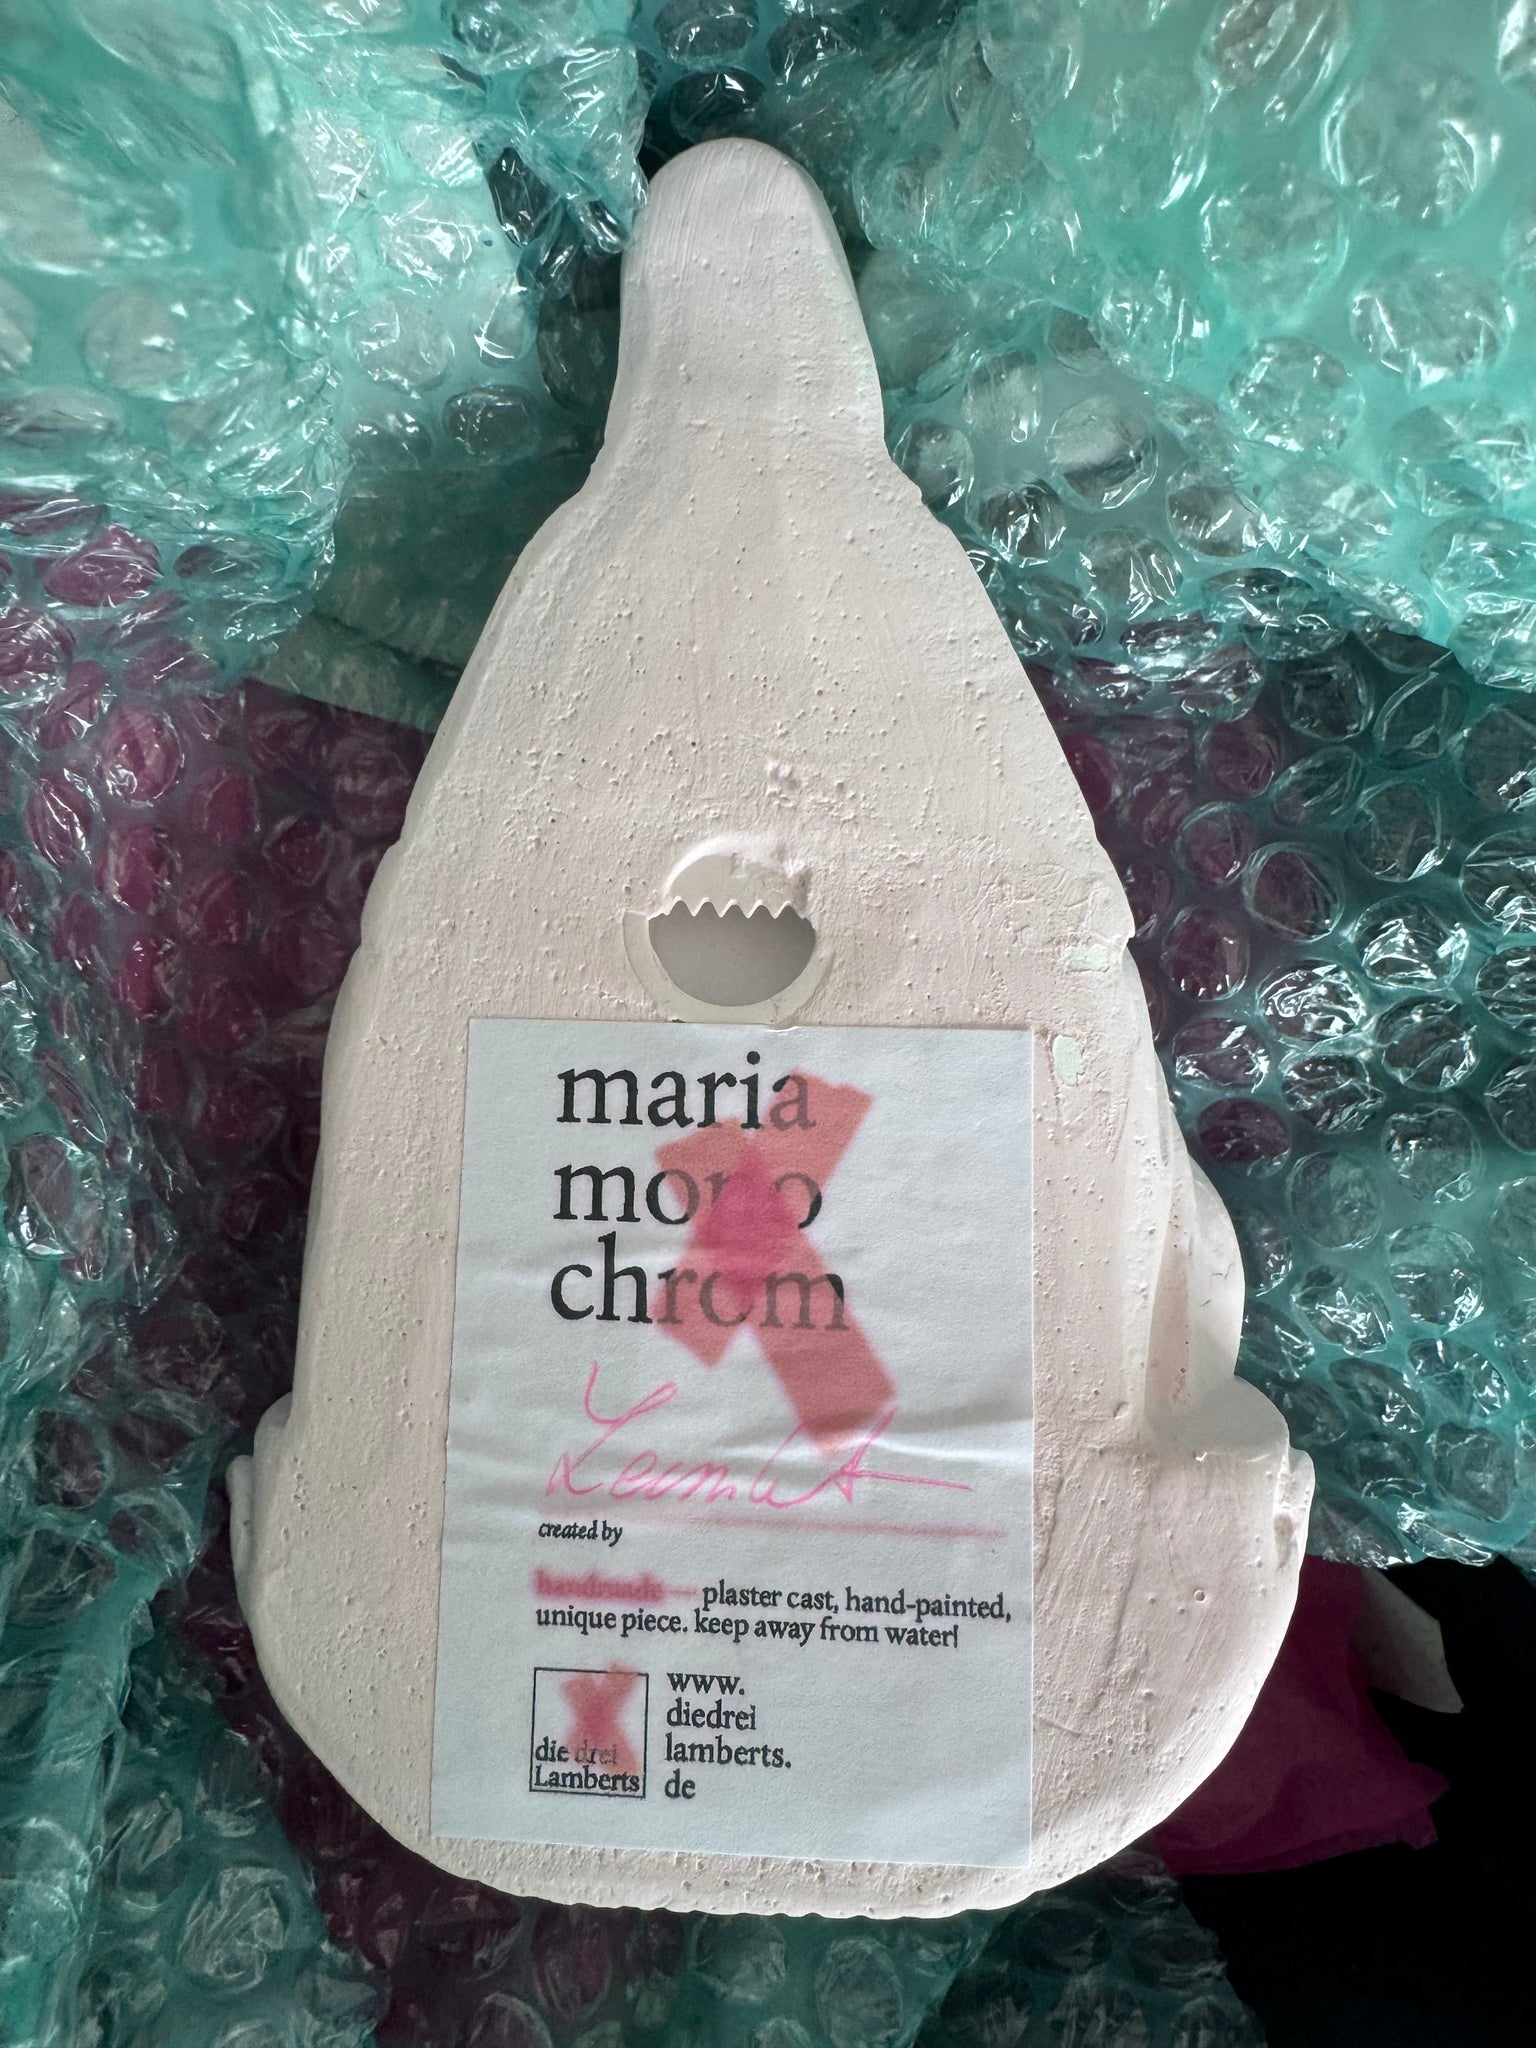 maria
mono
chrom
created by
handmade — plaster cast, hand-painted,
unique piece. keep away from water!
die drei
Lamberts
www.
diedrei
lamberts.
de